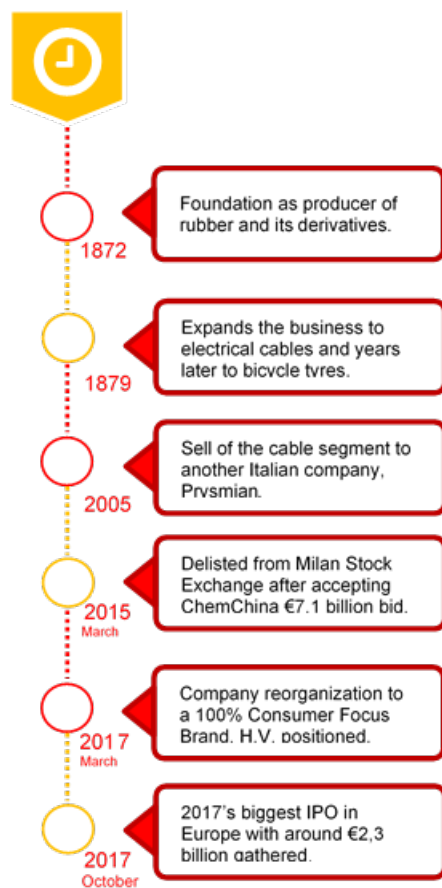 Foundation as producer of
rubber and its derivatives.
1872
Expands the business to
electrical cables and years
later to bicycle tyres.
1879
Sell of the cable segment to
another Italian company,
Prysmian.
2005
Delisted from Milan Stock
Exchange after accepting
ChemChina €7.1 billion bid.
2015
March
Company reorganization to
a 100% Consumer Focus
Brand, H.V. positioned.
2017
March
2017's biggest IPO in
Europe with around €2,3
billion gathered.
2017
October